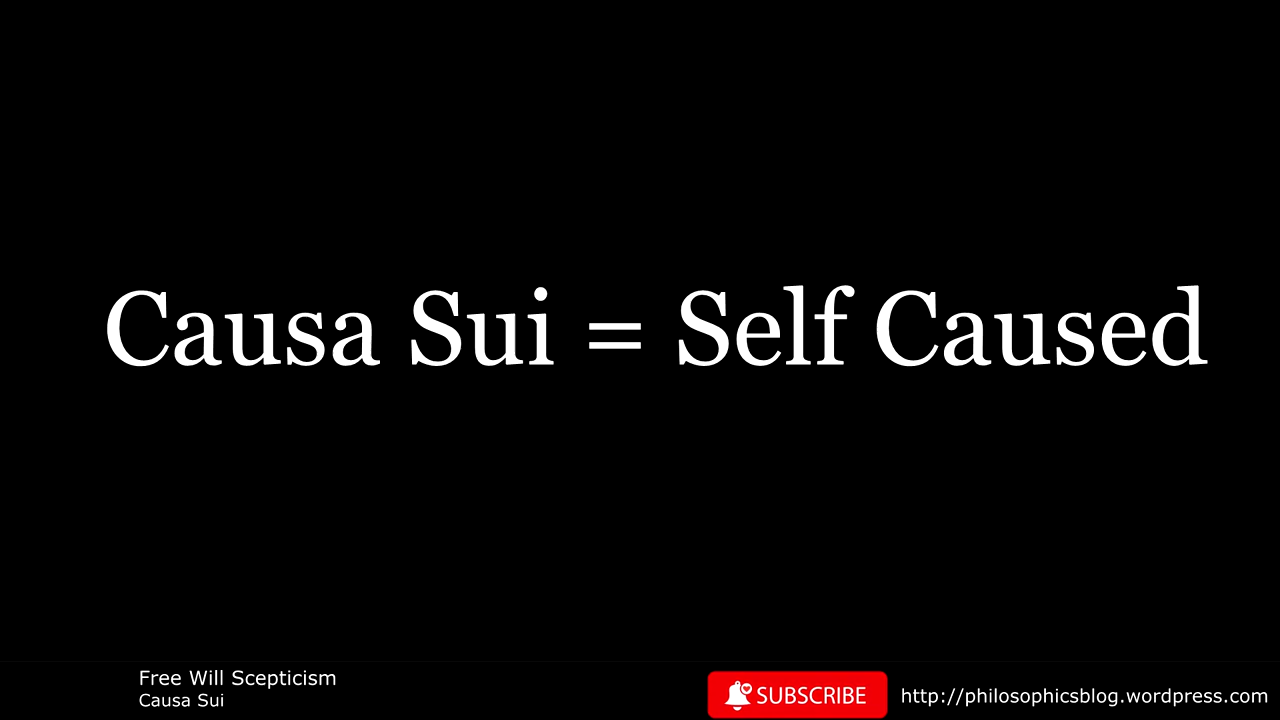 Causa Sui = Self Caused
Free Will Scepticism
Causa Sui
SUBSCRIBE
http://philosophicsblog.wordpress.com